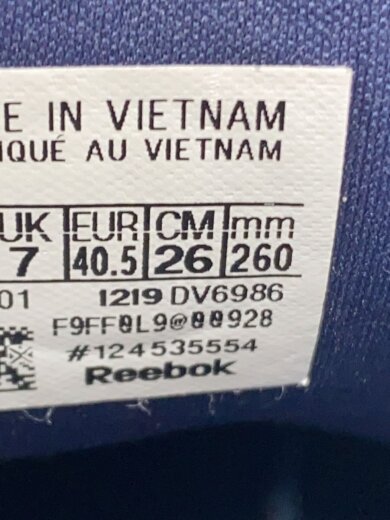 E IN VIETNAM
IQUÉ AU VIETNAM
UK EUR CM mm
7 40.5 26 260
01 1219 DV6986
F9FF0L9@00928
#124535554
Reebok